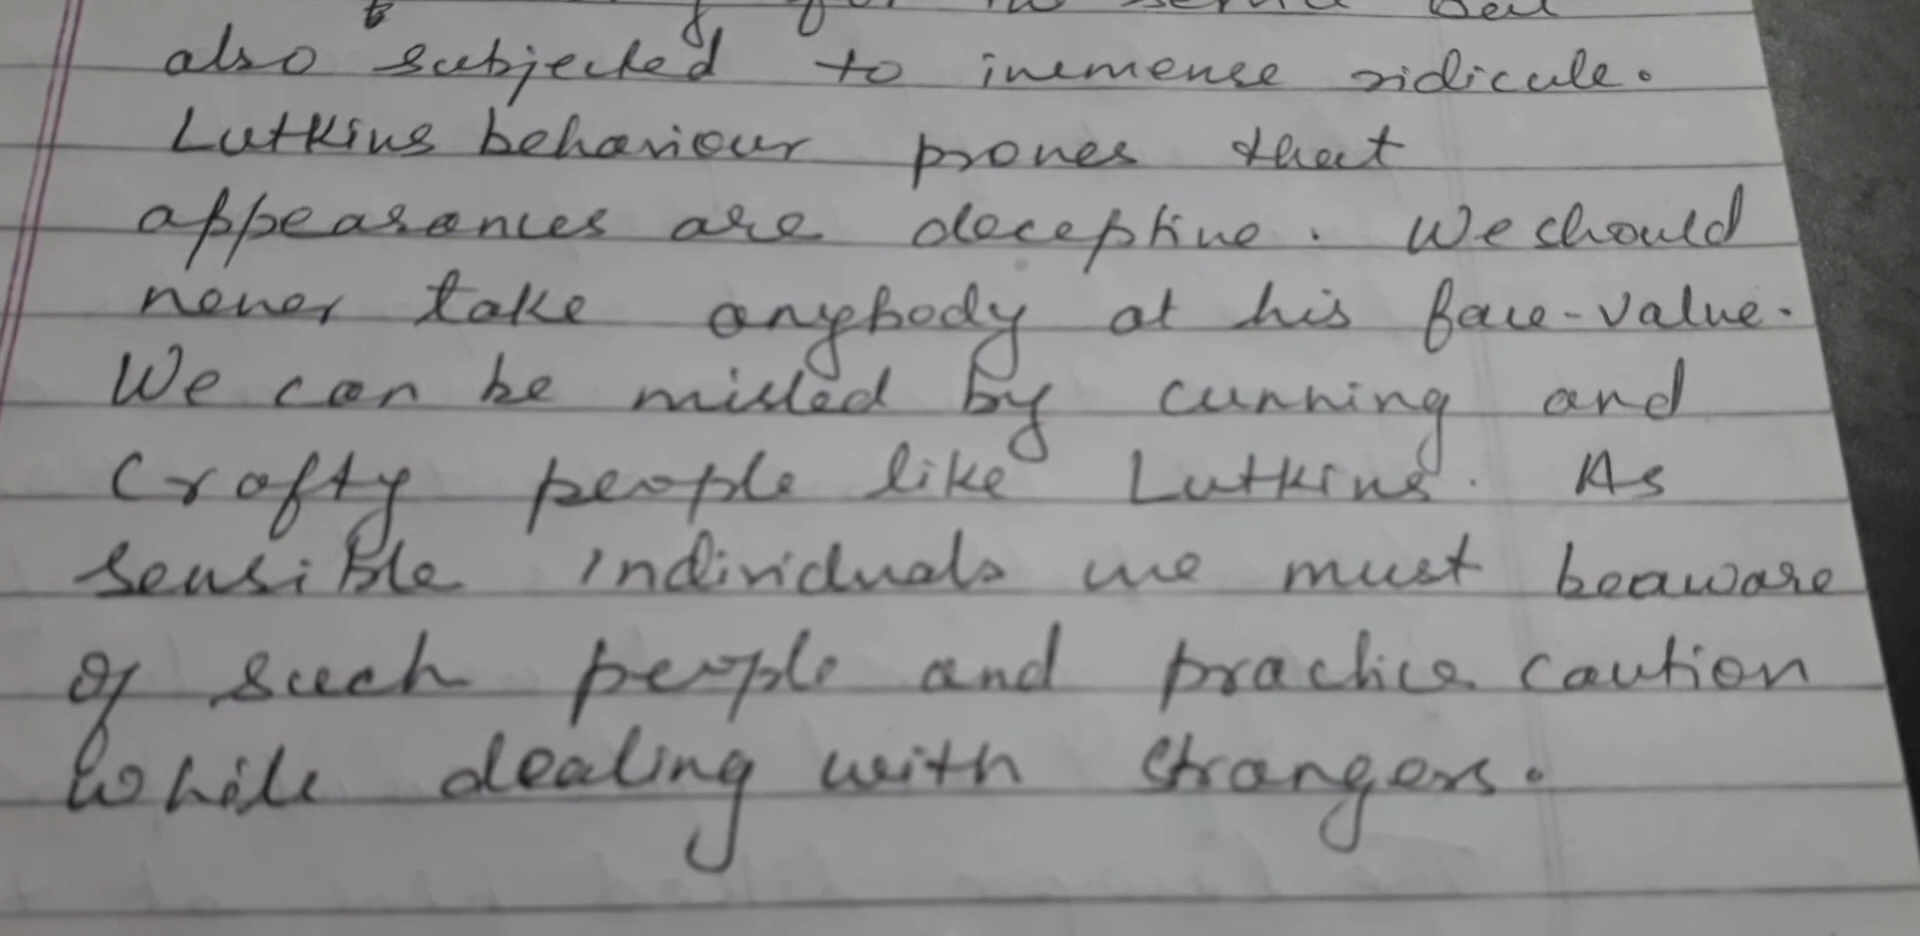 also subjected to inmense ridicule.
Lutkins behaviour proves that
appearances are deceptive. We should
never take anybody at his face-value.
We can be misled by cunning and
Crafty people like Lutkins. As
sensible individuals we must beaware
of such people and practice caution
While dealing with strangers.